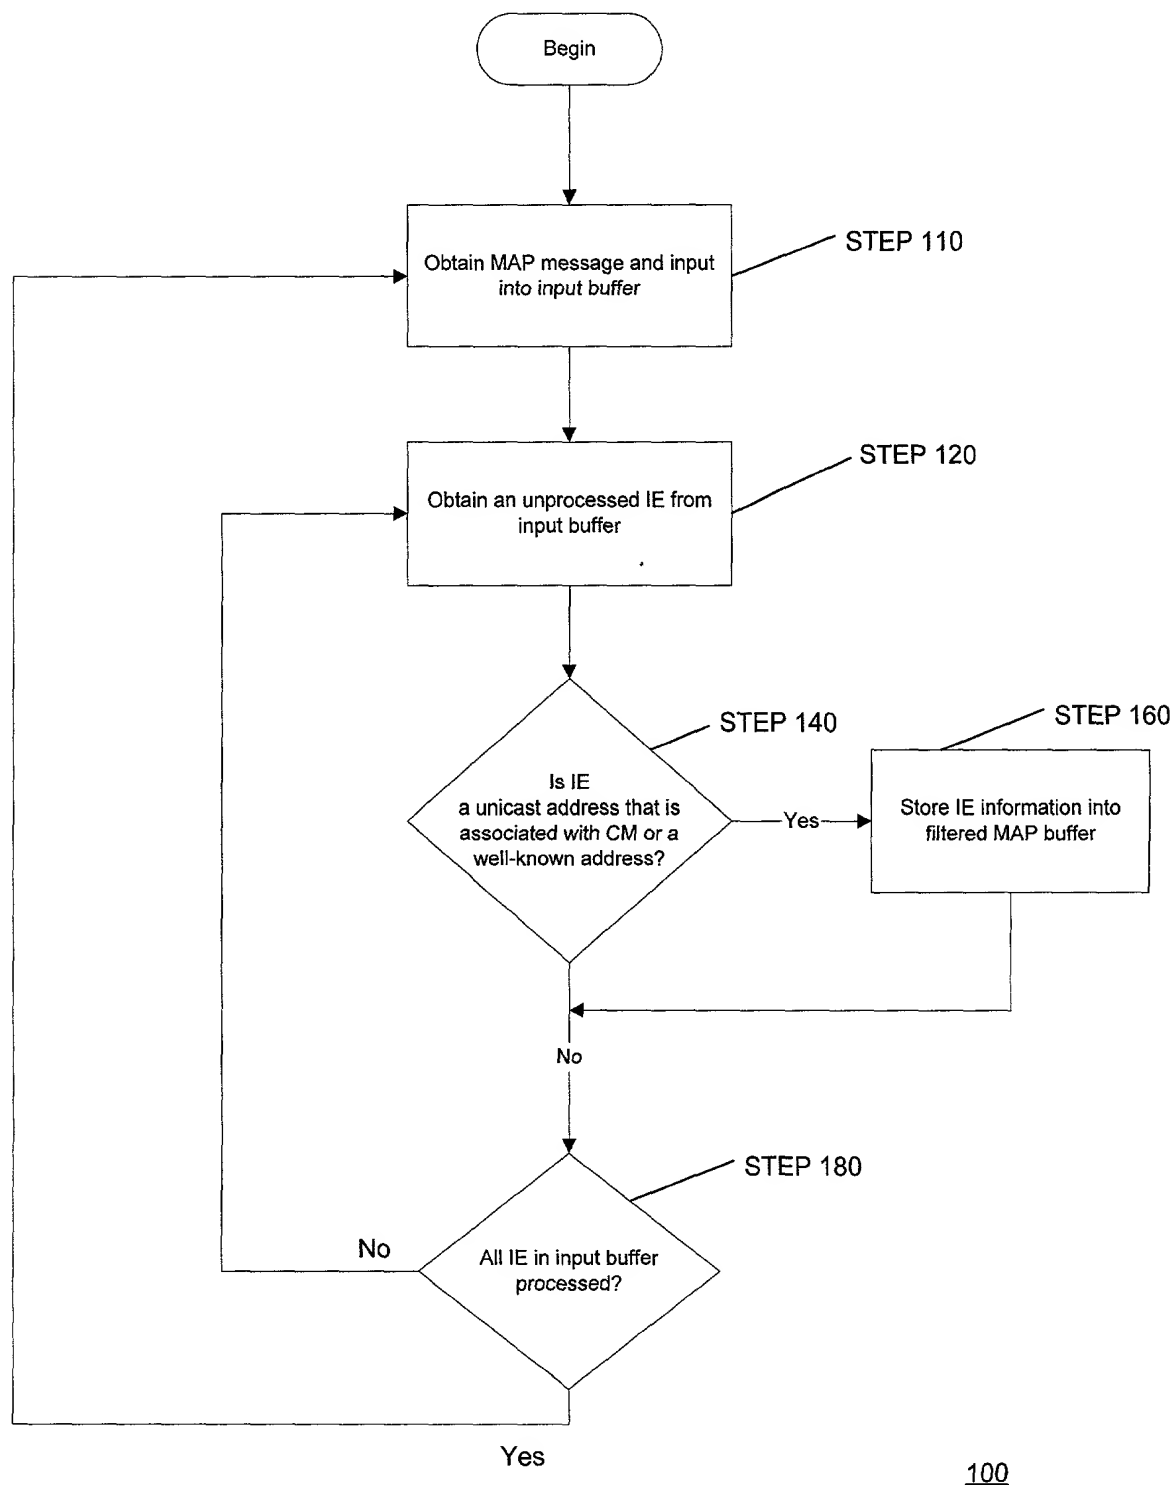 Begin
STEP 110
Obtain MAP message and input
into input buffer
STEP 120
Obtain an unprocessed IE from
input buffer
STEP 140
STEP 160
Is IE
a unicast address that is
associated with CM or a
well-known address?
Yes
Store IE information into
filtered MAP buffer
No
STEP 180
No
All IE in input buffer
processed?
Yes
100